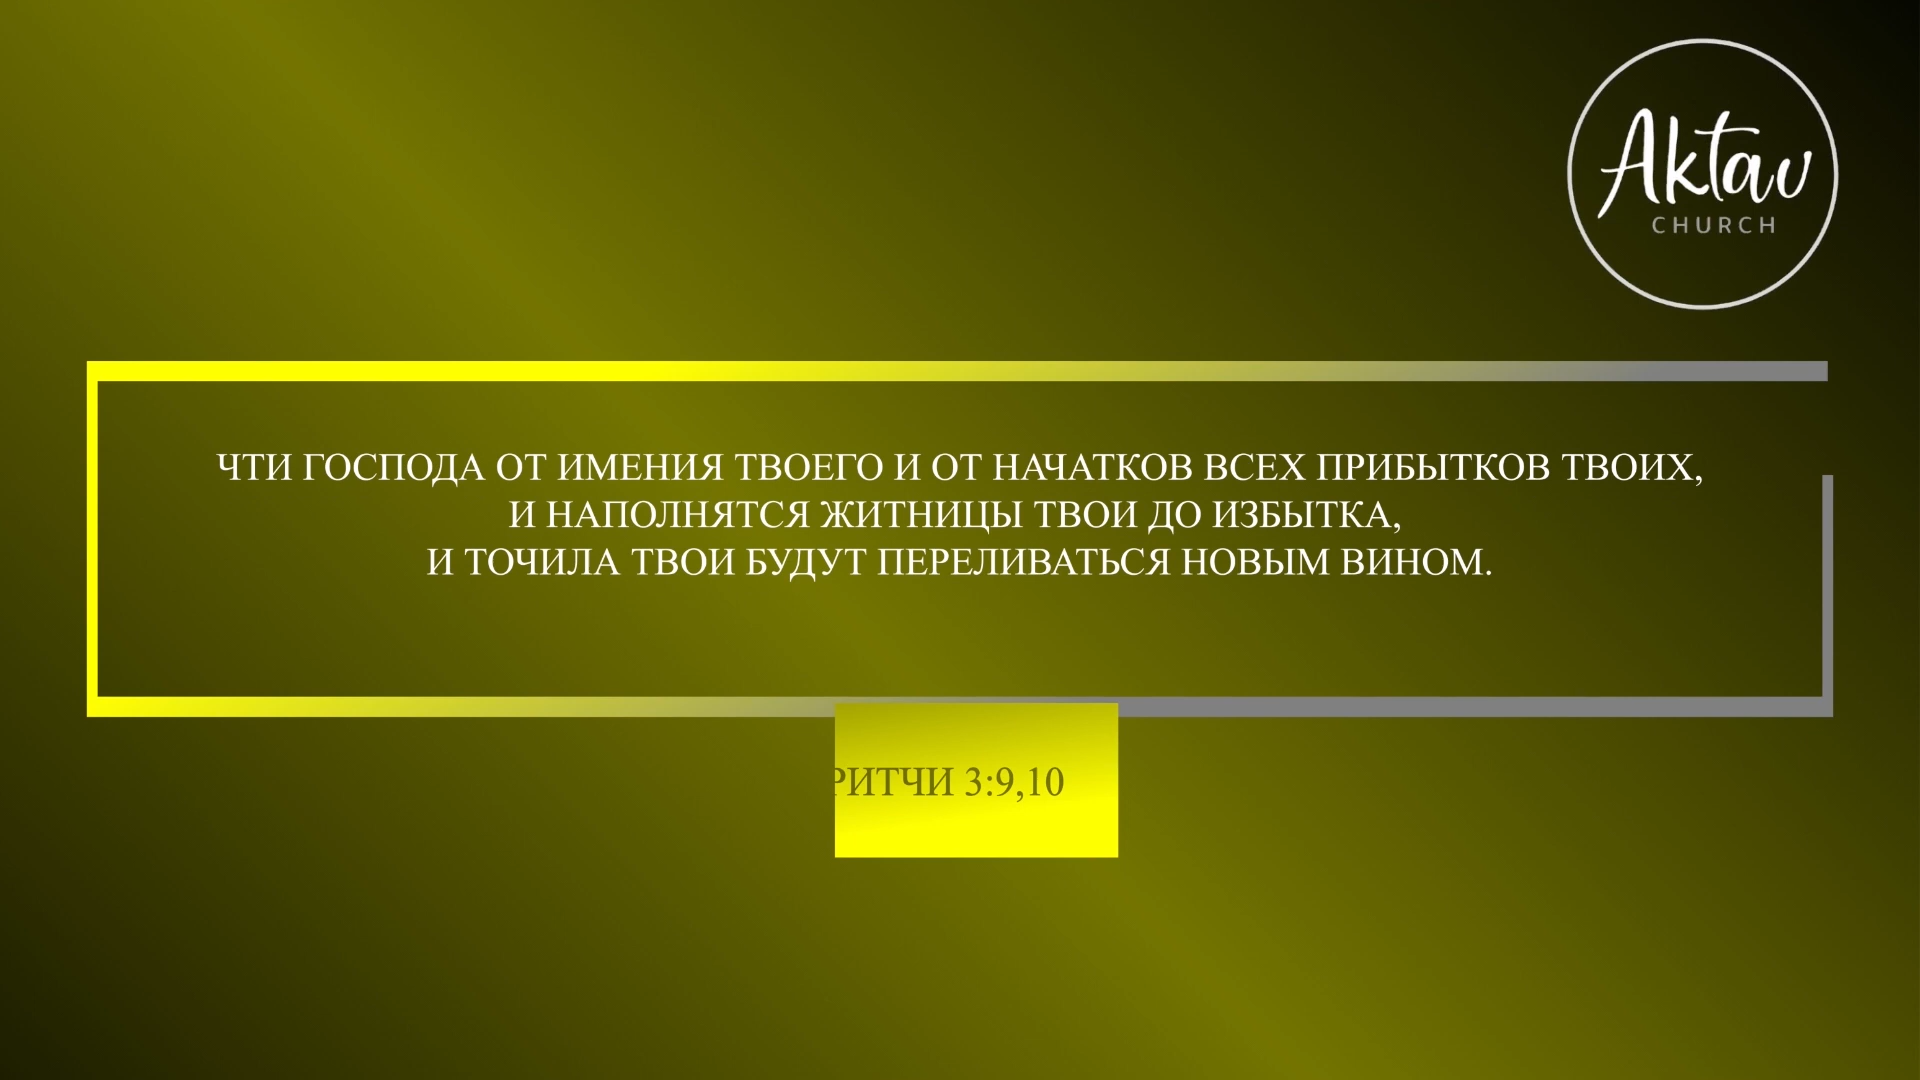 Aktau
CHURCH
ЧТИ ГОСПОДА ОТ ИМЕНИЯ ТВОЕГО И ОТ НАЧАТКОВ ВСЕХ ПРИБЫТКОВ ТВОИХ,
И НАПОЛНЯТСЯ ЖИТНИЦЫ ТВОИ ДО ИЗБЫТКА,
И ТОЧИЛА ТВОИ БУДУТ ПЕРЕЛИВАТЬСЯ НОВЫМ ВИНОМ.
РИТЧИ 3:9,10